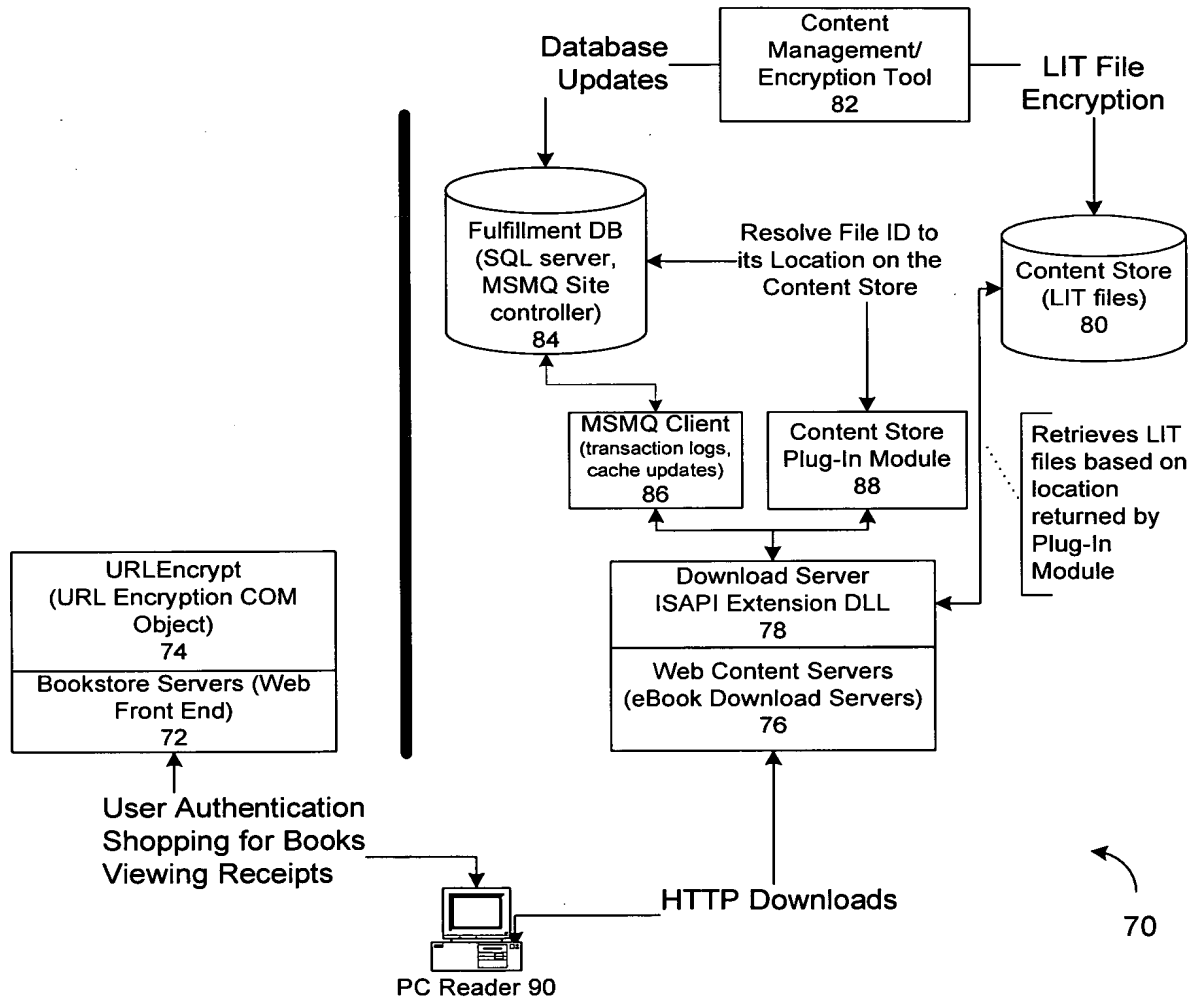 Content
Management/
Encryption Tool
82
Database
Updates
LIT File
Encryption
Fulfillment DB
(SQL server,
MSMQ Site
controller)
84
Resolve File ID to
its Location on the
Content Store
Content Store
(LIT files)
80
MSMQ Client
(transaction logs,
cache updates)
86
Content Store
Plug-In Module
88
Retrieves LIT
files based on
location
returned by
Plug-In
Module
URLEncrypt
(URL Encryption COM
Object)
74
Bookstore Servers (Web
Front End)
72
Download Server
ISAPI Extension DLL
78
Web Content Servers
(eBook Download Servers)
76
User Authentication
Shopping for Books
Viewing Receipts
HTTP Downloads
70
PC Reader 90